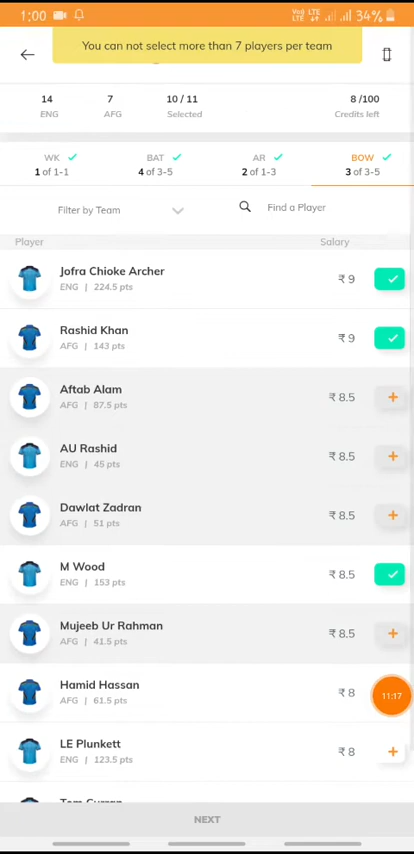 1:00 34%
You can not select more than 7 players per team
14 7 10 / 11 8 /100
ENG AFG Selected Credits left
WK BAT AR BOW
1 of 1-1 4 of 3-5 2 of 1-3 3 of 3-5
Filter by Team Find a Player
Player Salary
Jofra Chioke Archer
ENG | 224.5 pts
₹ 9
Rashid Khan
AFG | 143 pts
₹ 9
Aftab Alam
AFG | 87.5 pts
₹ 8.5
AU Rashid
ENG | 45 pts
₹ 8.5
Dawlat Zadran
AFG | 51 pts
₹ 8.5
M Wood
ENG | 153 pts
₹ 8.5
Mujeeb Ur Rahman
AFG | 41.5 pts
₹ 8.5
Hamid Hassan
AFG | 61.5 pts
₹ 8
11:17
LE Plunkett
ENG | 123.5 pts
₹ 8
Tom Curran
NEXT